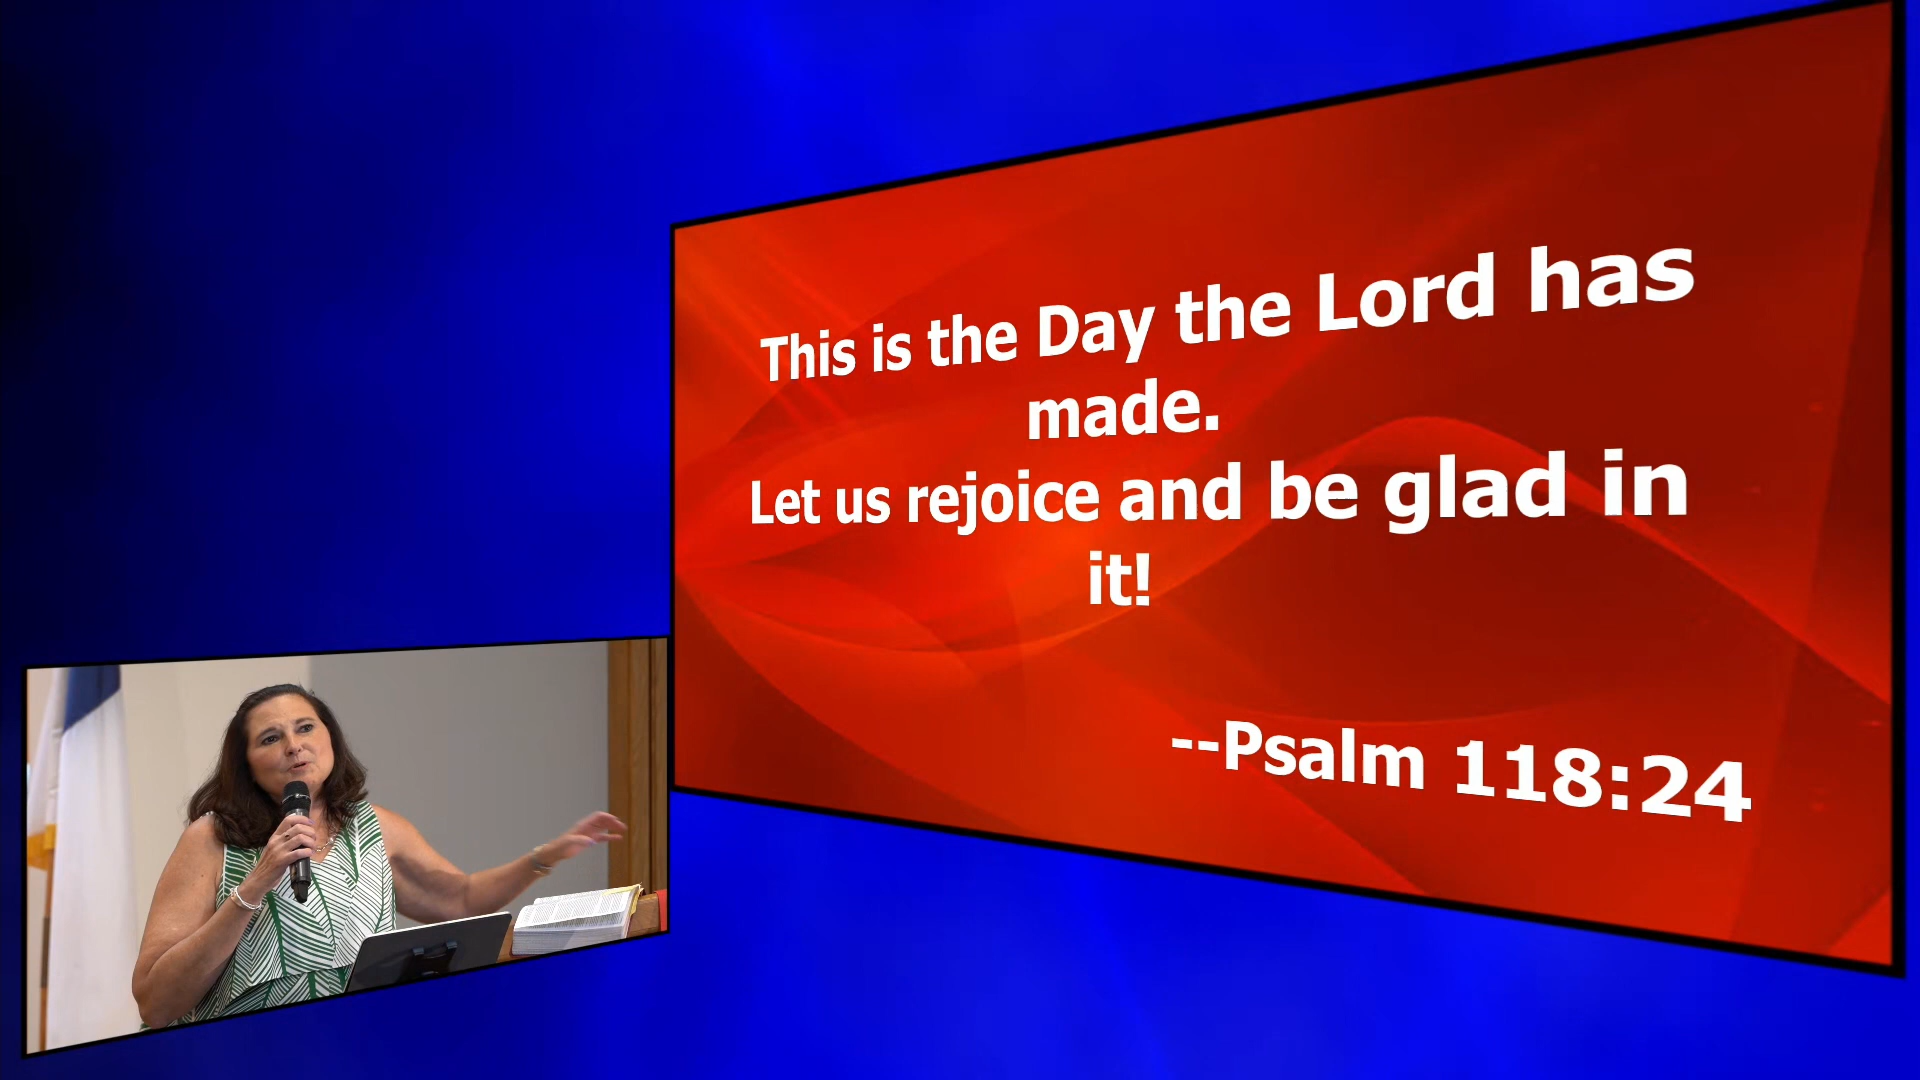 This is the Day the Lord has
made.
Let us rejoice and be glad in
it!
--Psalm 118:24